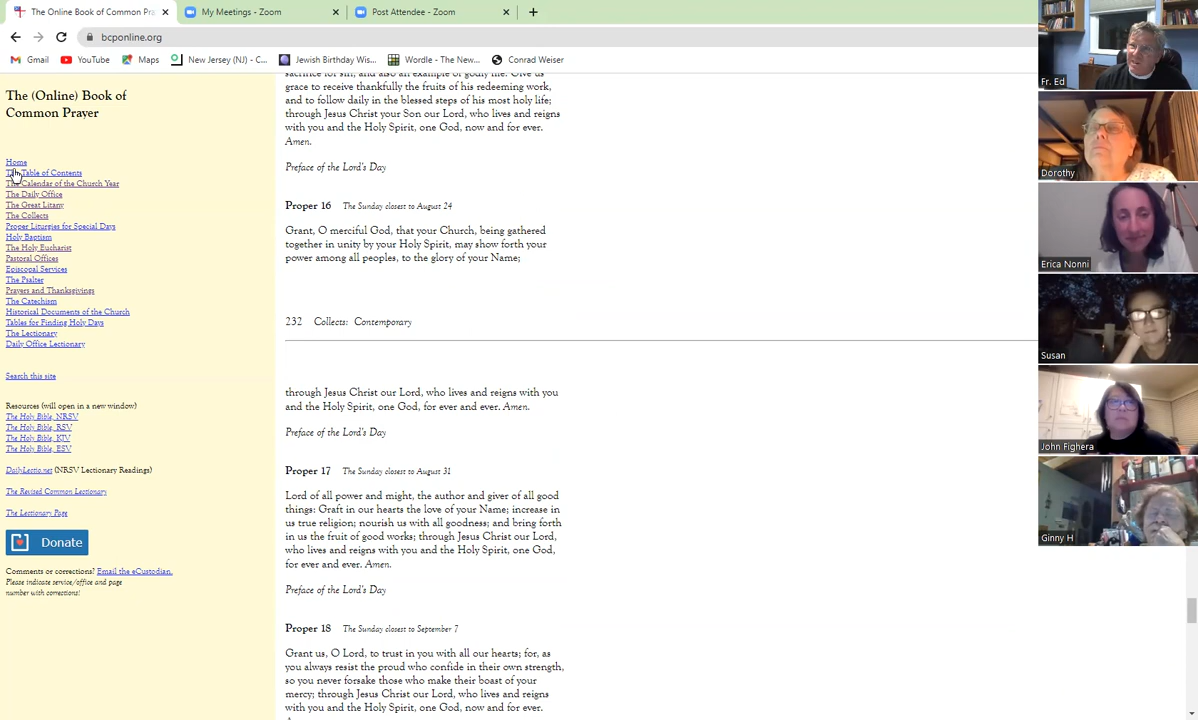 The Online Book of Common Pra
My Meetings - Zoom
Post Attendee - Zoom
bcponline.org
Gmail
YouTube
Maps
New Jersey (NJ) - C...
Jewish Birthday Wis...
Wordle - The New...
Conrad Weiser
The (Online) Book of
Common Prayer
Home
Table of Contents
The Calendar of the Church Year
The Daily Office
The Great Litany
The Collects
Proper Liturgies for Special Days
Holy Baptism
The Holy Eucharist
Pastoral Offices
Episcopal Services
The Psalter
Prayers and Thanksgivings
The Catechism
Historical Documents of the Church
Tables for Finding Holy Days
The Lectionary
Daily Office Lectionary
Search this site
Resources (will open in a new window)
The Holy Bible, NRSV
The Holy Bible, RSV
The Holy Bible, KJV
The Holy Bible, ESV
DailyLectio.net (NRSV Lectionary Readings)
The Revised Common Lectionary
The Lectionary Page
Donate
Comments or corrections? Email the eCustodian.
Please indicate service/office and page
number with corrections!
sacrifice for sin, and also an example of godly life. Give us
grace to receive thankfully the fruits of his redeeming work,
and to follow daily in the blessed steps of his most holy life;
through Jesus Christ your Son our Lord, who lives and reigns
with you and the Holy Spirit, one God, now and for ever.
Amen.
Preface of the Lord's Day
Proper 16 The Sunday closest to August 24
Grant, O merciful God, that your Church, being gathered
together in unity by your Holy Spirit, may show forth your
power among all peoples, to the glory of your Name;
232 Collects: Contemporary
through Jesus Christ our Lord, who lives and reigns with you
and the Holy Spirit, one God, for ever and ever. Amen.
Preface of the Lord's Day
Proper 17 The Sunday closest to August 31
Lord of all power and might, the author and giver of all good
things: Graft in our hearts the love of your Name; increase in
us true religion; nourish us with all goodness; and bring forth
in us the fruit of good works; through Jesus Christ our Lord,
who lives and reigns with you and the Holy Spirit, one God,
for ever and ever. Amen.
Preface of the Lord's Day
Proper 18 The Sunday closest to September 7
Grant us, O Lord, to trust in you with all our hearts; for, as
you always resist the proud who confide in their own strength,
so you never forsake those who make their boast of your
mercy; through Jesus Christ our Lord, who lives and reigns
with you and the Holy Spirit, one God, now and for ever.
Fr. Ed
Dorothy
Erica Nonni
Susan
John Fighera
Ginny H